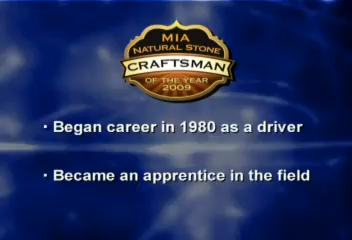 MIA
NATURAL STONE
CRAFTSMAN
OF THE YEAR
2009
· Began career in 1980 as a driver
· Became an apprentice in the field